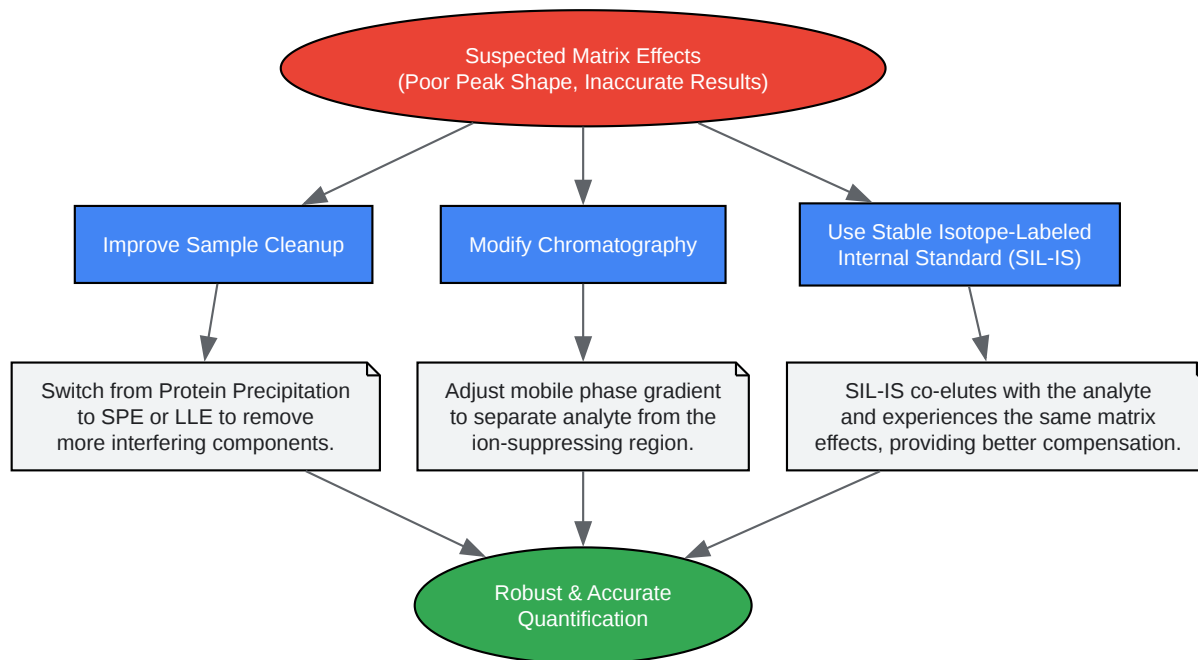 Suspected Matrix Effects
(Poor Peak Shape, Inaccurate Results)
Improve Sample Cleanup
Modify Chromatography
Use Stable Isotope-Labeled
Internal Standard (SIL-IS)
Switch from Protein Precipitation
to SPE or LLE to remove
more interfering components.
Adjust mobile phase gradient
to separate analyte from the
ion-suppressing region.
SIL-IS co-elutes with the analyte
and experiences the same matrix
effects, providing better compensation.
Robust & Accurate
Quantification